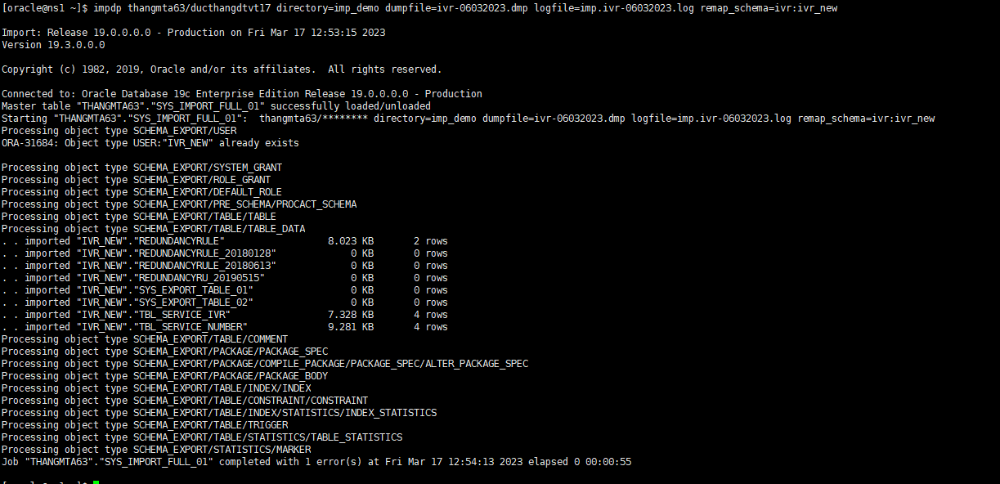 [oracle@ns1 ~]$ impdp thangmta63/ducthangdtvt17 directory=imp_demo dumpfile=ivr-06032023.dmp logfile=imp.ivr-06032023.log remap_schema=ivr:ivr_new
Import: Release 19.0.0.0.0 - Production on Fri Mar 17 12:53:15 2023
Version 19.3.0.0.0
Copyright (c) 1982, 2019, Oracle and/or its affiliates.  All rights reserved.
Connected to: Oracle Database 19c Enterprise Edition Release 19.0.0.0.0 - Production
Master table "THANGMTA63"."SYS_IMPORT_FULL_01" successfully loaded/unloaded
Starting "THANGMTA63"."SYS_IMPORT_FULL_01":  thangmta63/******** directory=imp_demo dumpfile=ivr-06032023.dmp logfile=imp.ivr-06032023.log remap_schema=ivr:ivr_new
Processing object type SCHEMA_EXPORT/USER
ORA-31684: Object type USER:"IVR_NEW" already exists
Processing object type SCHEMA_EXPORT/SYSTEM_GRANT
Processing object type SCHEMA_EXPORT/ROLE_GRANT
Processing object type SCHEMA_EXPORT/DEFAULT_ROLE
Processing object type SCHEMA_EXPORT/PRE_SCHEMA/PROCACT_SCHEMA
Processing object type SCHEMA_EXPORT/TABLE/TABLE
Processing object type SCHEMA_EXPORT/TABLE/TABLE_DATA
. . imported "IVR_NEW"."REDUNDANCYRULE"                  8.023 KB       2 rows
. . imported "IVR_NEW"."REDUNDANCYRULE_20180128"             0 KB       0 rows
. . imported "IVR_NEW"."REDUNDANCYRULE_20180613"             0 KB       0 rows
. . imported "IVR_NEW"."REDUNDANCYRU_20190515"               0 KB       0 rows
. . imported "IVR_NEW"."SYS_EXPORT_TABLE_01"                 0 KB       0 rows
. . imported "IVR_NEW"."SYS_EXPORT_TABLE_02"                 0 KB       0 rows
. . imported "IVR_NEW"."TBL_SERVICE_IVR"                 7.328 KB       4 rows
. . imported "IVR_NEW"."TBL_SERVICE_NUMBER"              9.281 KB       4 rows
Processing object type SCHEMA_EXPORT/TABLE/COMMENT
Processing object type SCHEMA_EXPORT/PACKAGE/PACKAGE_SPEC
Processing object type SCHEMA_EXPORT/PACKAGE/COMPILE_PACKAGE/PACKAGE_SPEC/ALTER_PACKAGE_SPEC
Processing object type SCHEMA_EXPORT/PACKAGE/PACKAGE_BODY
Processing object type SCHEMA_EXPORT/TABLE/INDEX/INDEX
Processing object type SCHEMA_EXPORT/TABLE/CONSTRAINT/CONSTRAINT
Processing object type SCHEMA_EXPORT/TABLE/INDEX/STATISTICS/INDEX_STATISTICS
Processing object type SCHEMA_EXPORT/TABLE/TRIGGER
Processing object type SCHEMA_EXPORT/TABLE/STATISTICS/TABLE_STATISTICS
Processing object type SCHEMA_EXPORT/STATISTICS/MARKER
Job "THANGMTA63"."SYS_IMPORT_FULL_01" completed with 1 error(s) at Fri Mar 17 12:54:13 2023 elapsed 0 00:00:55